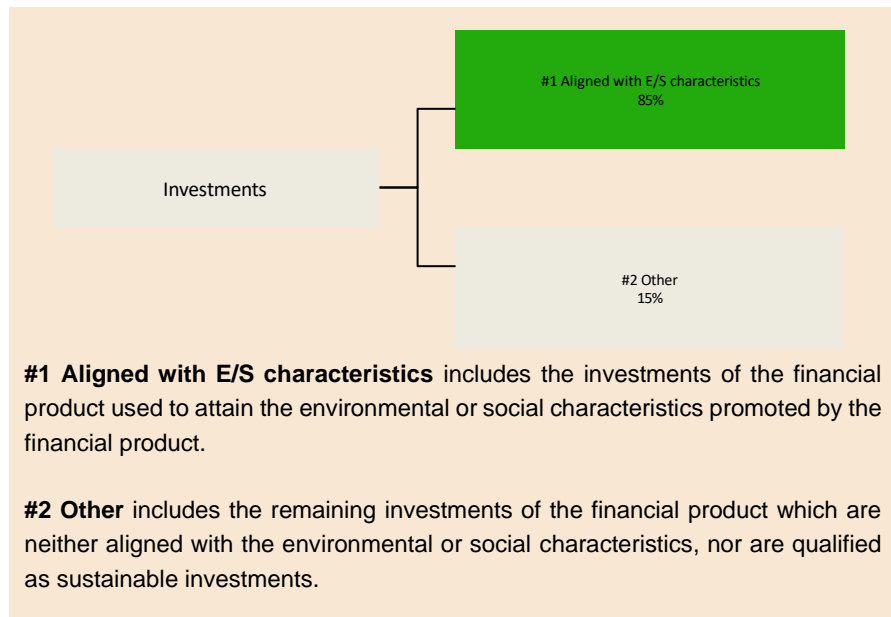 #1 Aligned with E/S characteristics
85%
Investments
#2 Other
15%
#1 Aligned with E/S characteristics includes the investments of the financial
product used to attain the environmental or social characteristics promoted by the
financial product.
#2 Other includes the remaining investments of the financial product which are
neither aligned with the environmental or social characteristics, nor are qualified
as sustainable investments.